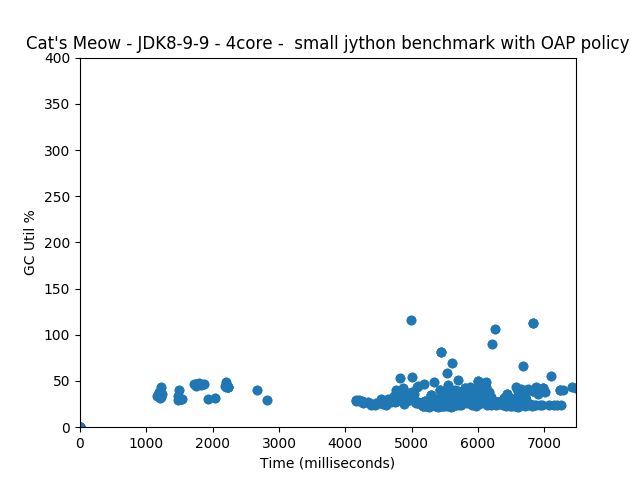 Cat's Meow - JDK8-9-9 - 4core -  small jython benchmark with OAP policy
400
350
300
250
200
150
100
50
0
GC Util %
0 1000 2000 3000 4000 5000 6000 7000
Time (milliseconds)